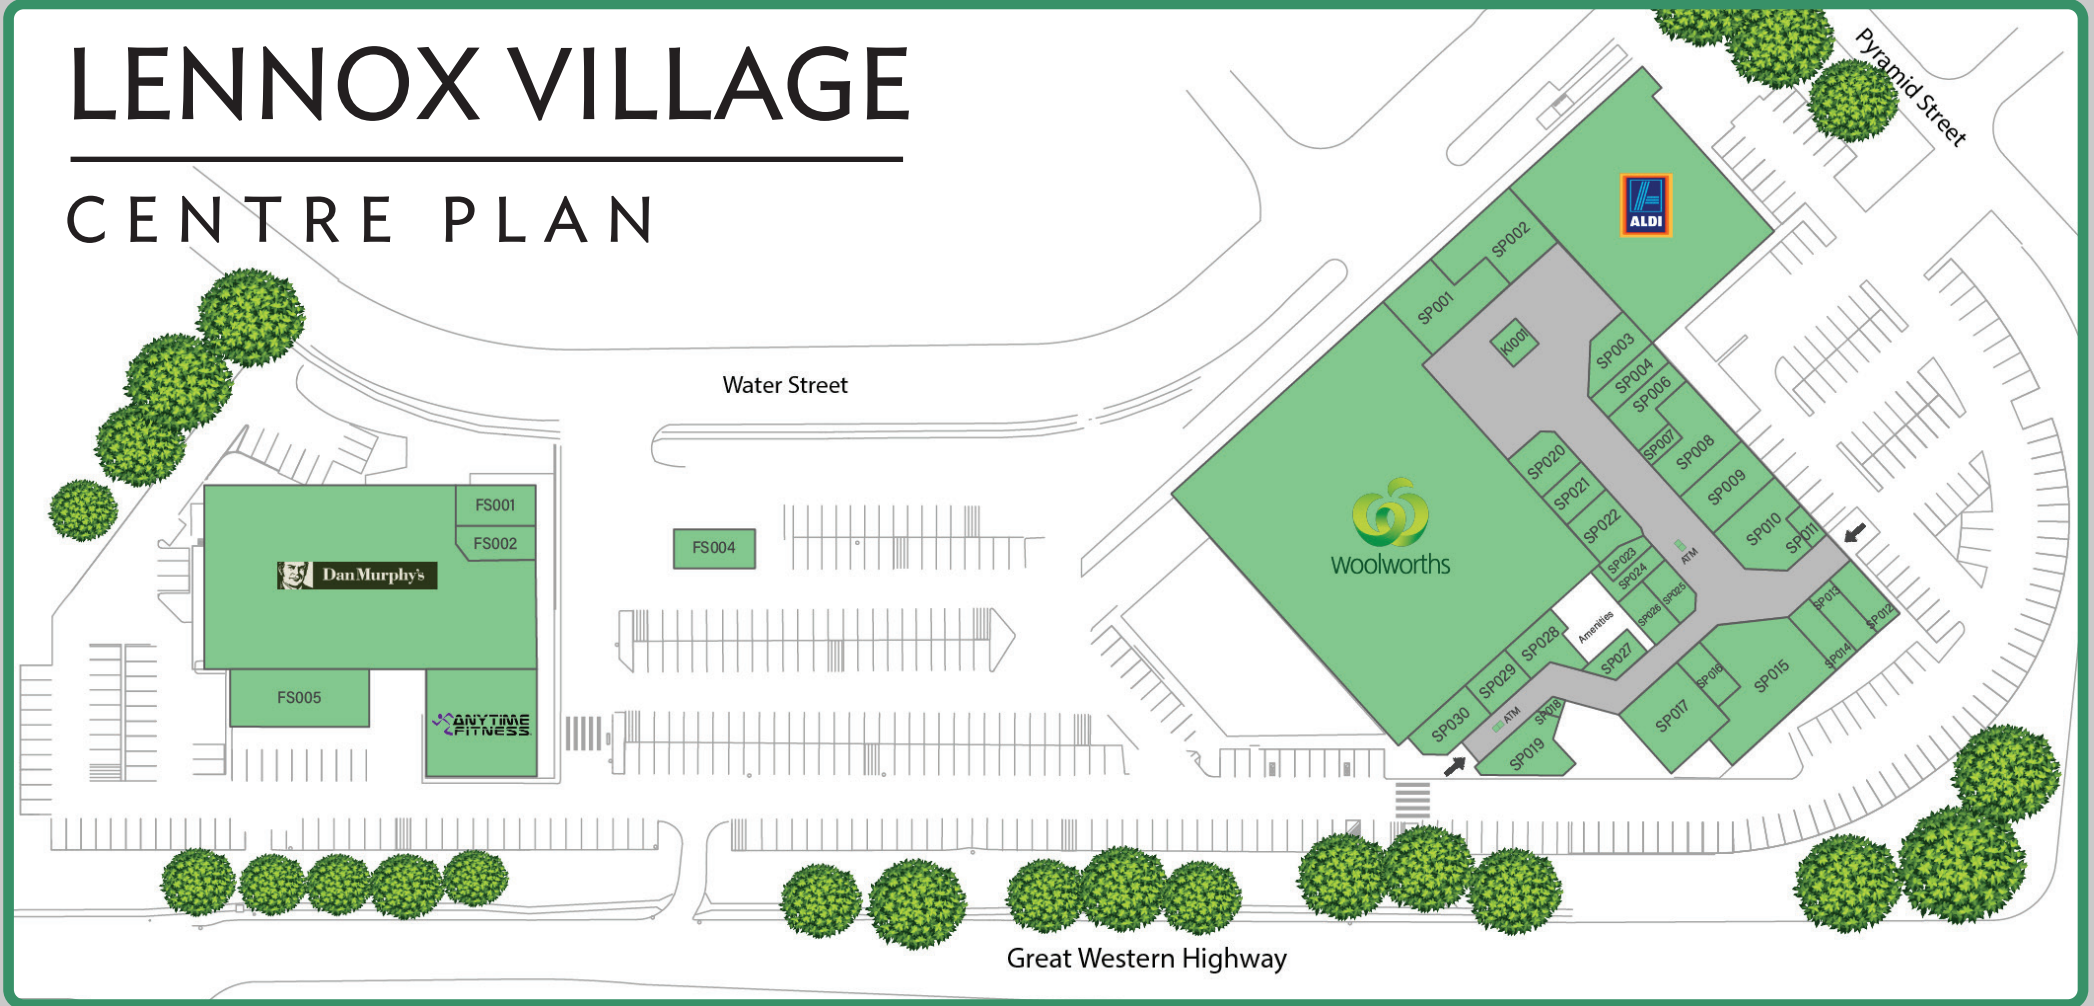 LENNOX VILLAGE
CENTRE PLAN
Pyramid Street
ALDI
SP002
SP001
KI001
SP003
SP004
SP006
SP007
SP008
SP009
SP010
SP011
Water Street
SP020
SP021
SP022
SP023
SP024
SP025
SP026
ATM
Woolworths
Amenities
SP027
SP028
SP029
SP030
ATM
SP018
SP019
SP017
SP016
SP015
SP014
SP013
SP012
FS001
FS002
Dan Murphy's
FS004
FS005
ANYTIME
FITNESS
Great Western Highway